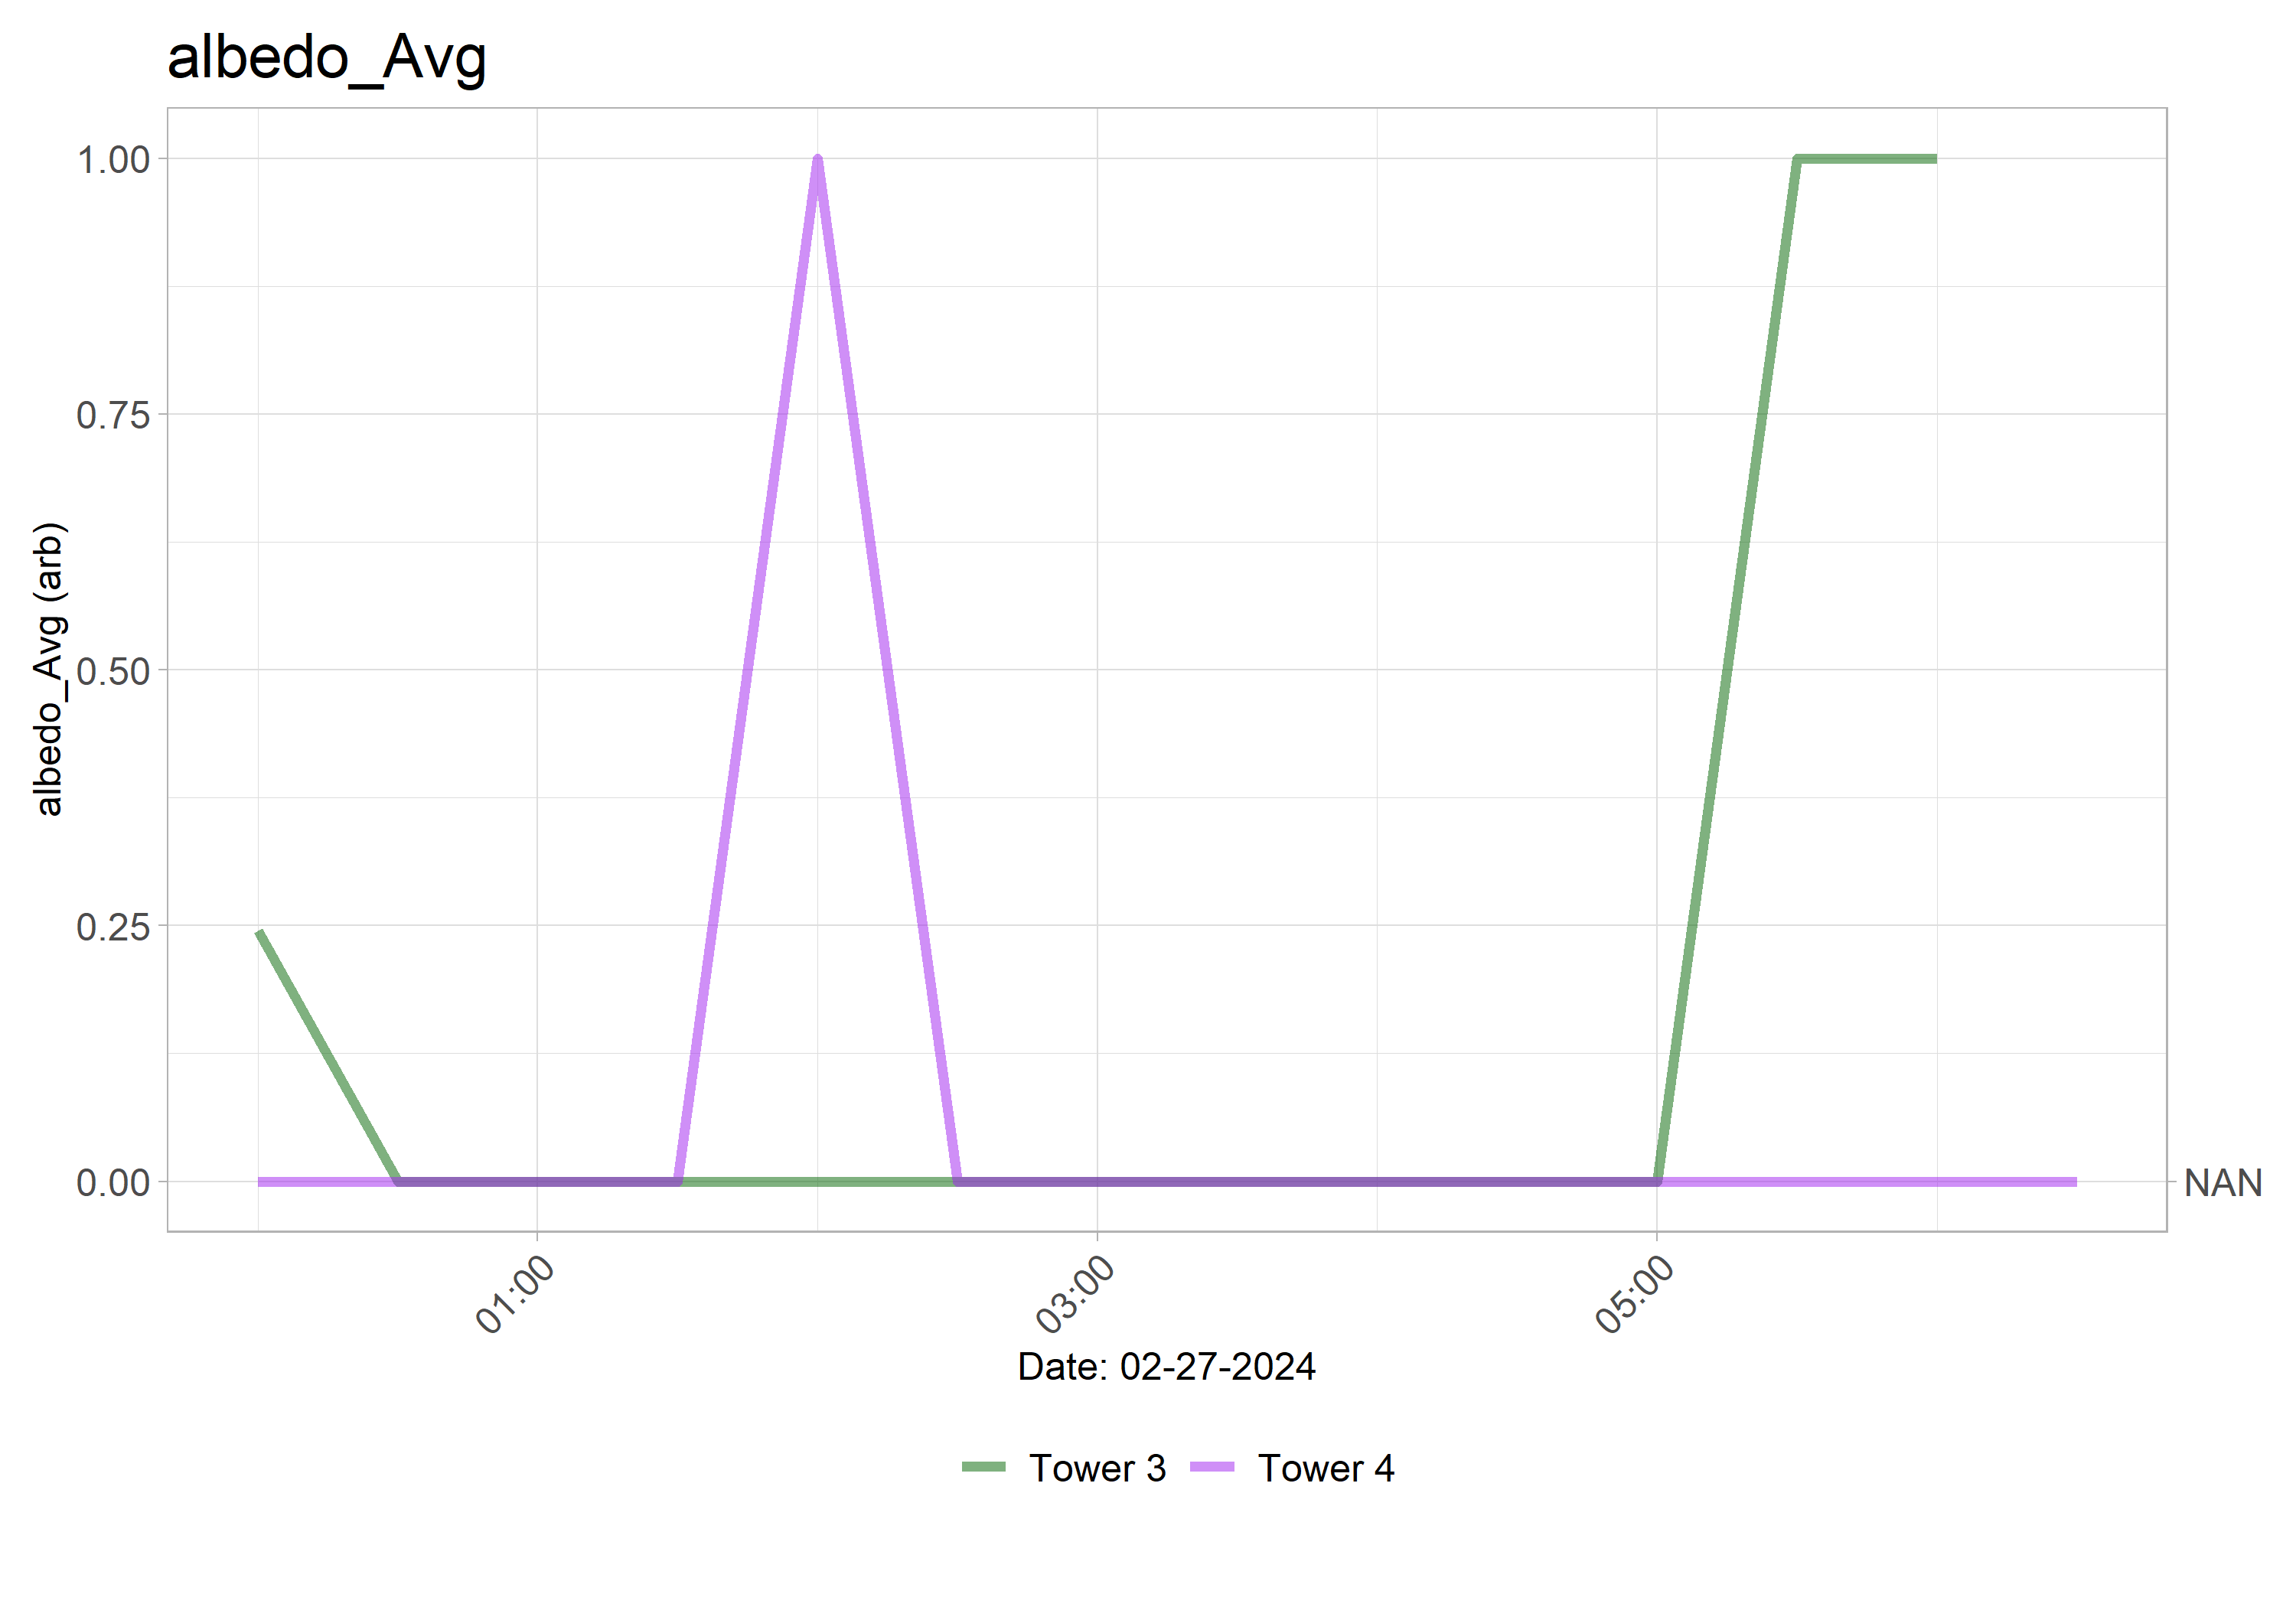 albedo_Avg
albedo_Avg (arb)
1.00
0.75
0.50
0.25
0.00
NAN
01:00
03:00
05:00
Date: 02-27-2024
Tower 3
Tower 4